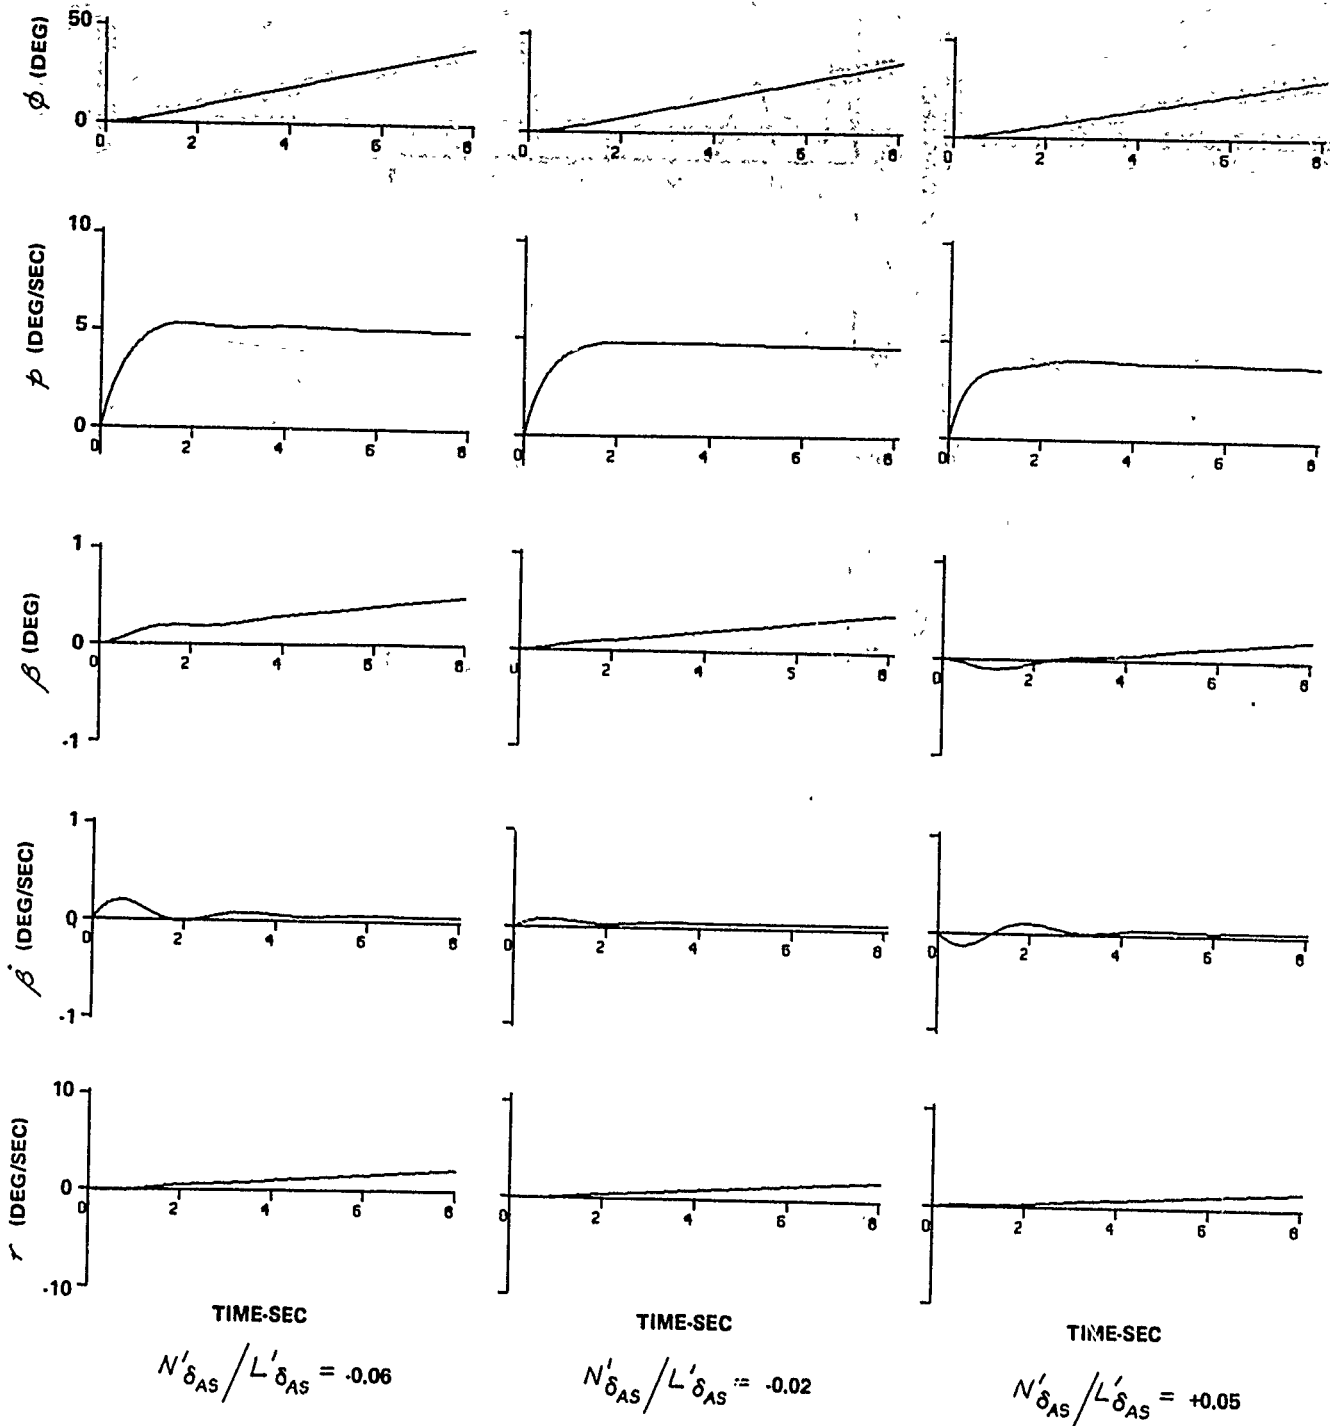 50
φ (DEG)
0
0 2 4 6 8
0 2 4 6 8
0 2 4 6 8
10
p (DEG/SEC)
5
0
0 2 4 6 8
0 2 4 6 8
0 2 4 6 8
1
β (DEG)
0
-1
0 2 4 6 8
2 4 8
0 2 4 6 8
1
β̇ (DEG/SEC)
0
-1
0 2 4 6 8
0 2 4 6 8
0 2 4 6 8
10
r (DEG/SEC)
0
-10
0 2 4 6 8
0 2 4 6 8
0 2 4 6 8
TIME-SEC
TIME-SEC
TIME-SEC
N'δAS / L'δAS = -0.06
N'δAS / L'δAS = -0.02
N'δAS / L'δAS = +0.05